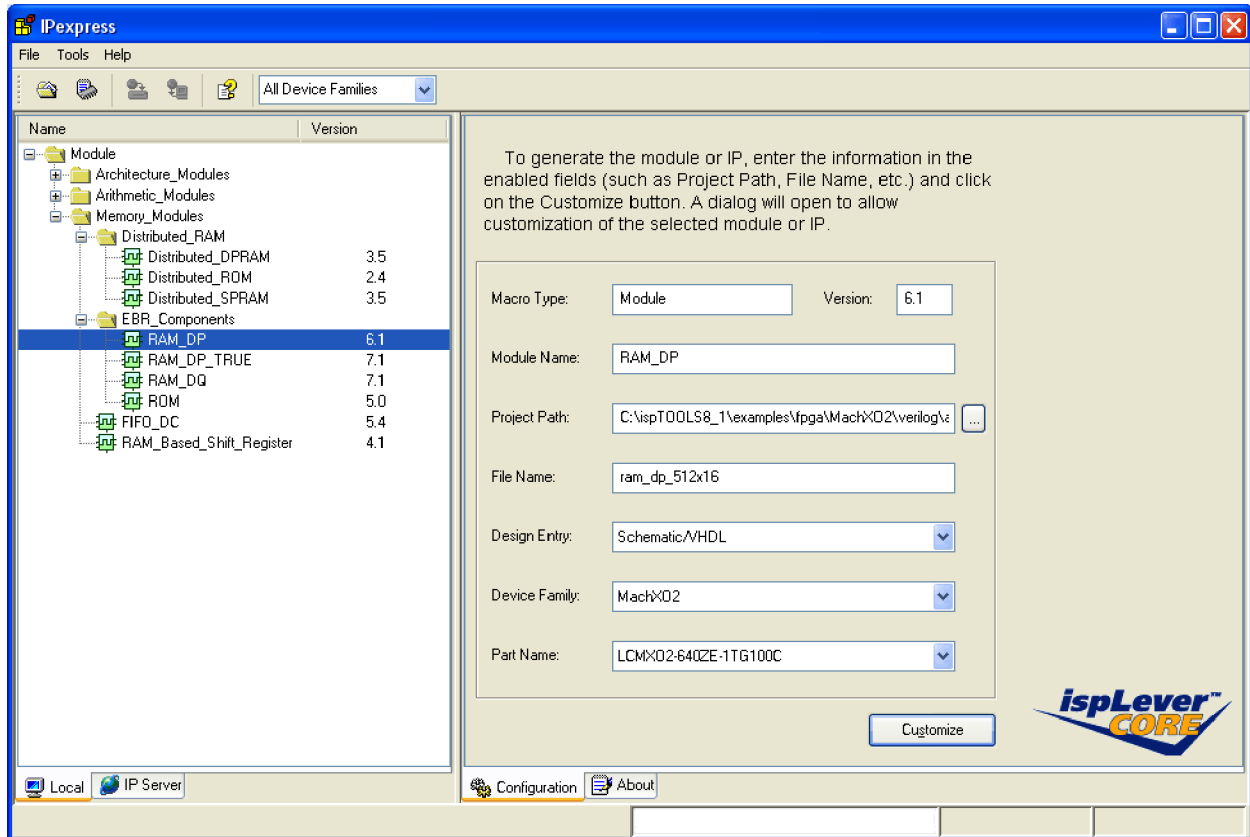 IPexpress
File Tools Help
All Device Families
Name Version
Module
Architecture_Modules
Arithmetic_Modules
Memory_Modules
Distributed_RAM
Distributed_DPRAM 3.5
Distributed_ROM 2.4
Distributed_SPRAM 3.5
EBR_Components
RAM_DP 6.1
RAM_DP_TRUE 7.1
RAM_DQ 7.1
ROM 5.0
FIFO_DC 5.4
RAM_Based_Shift_Register 4.1
Local IP Server
To generate the module or IP, enter the information in the
enabled fields (such as Project Path, File Name, etc.) and click
on the Customize button. A dialog will open to allow
customization of the selected module or IP.
Macro Type: Module Version: 6.1
Module Name: RAM_DP
Project Path: C:\ispTOOLS8_1\examples\fpga\MachXO2\verilog\a ...
File Name: ram_dp_512x16
Design Entry: Schematic/VHDL
Device Family: MachXO2
Part Name: LCMXO2-640ZE-1TG100C
Customize
ispLever™
CORE
Configuration About